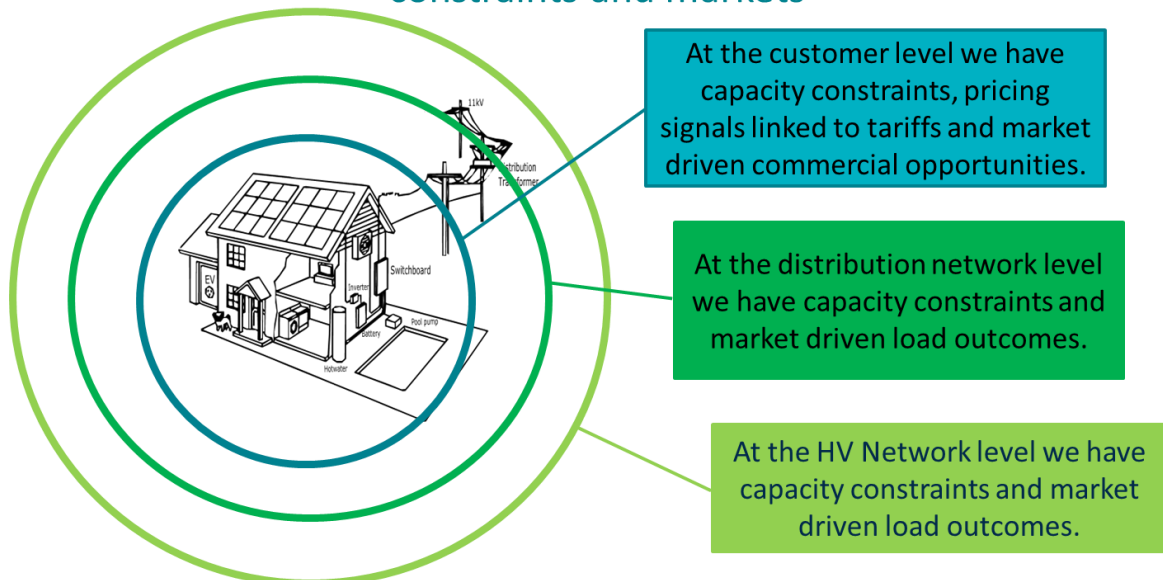 constraints and markets
At the customer level we have
capacity constraints, pricing
signals linked to tariffs and market
driven commercial opportunities.
11kV
Distribution
Transformer
Switchboard
EV
Inverter
Battery
Pool pump
Hotwater
At the distribution network level
we have capacity constraints and
market driven load outcomes.
At the HV Network level we have
capacity constraints and market
driven load outcomes.